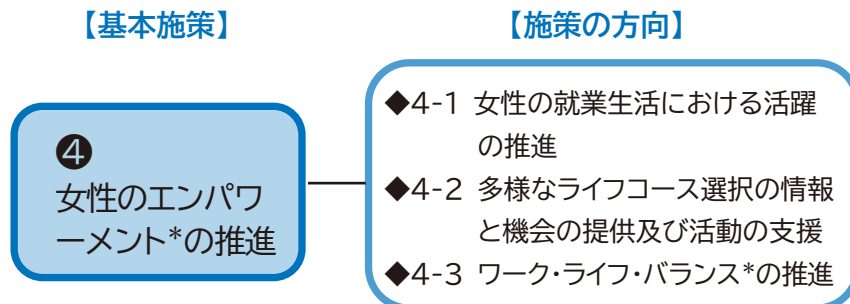 【基本施策】
【施策の方向】
❹
女性のエンパワ
ーメント*の推進
◆4-1 女性の就業生活における活躍
の推進
◆4-2 多様なライフコース選択の情報
と機会の提供及び活動の支援
◆4-3 ワーク・ライフ・バランス*の推進